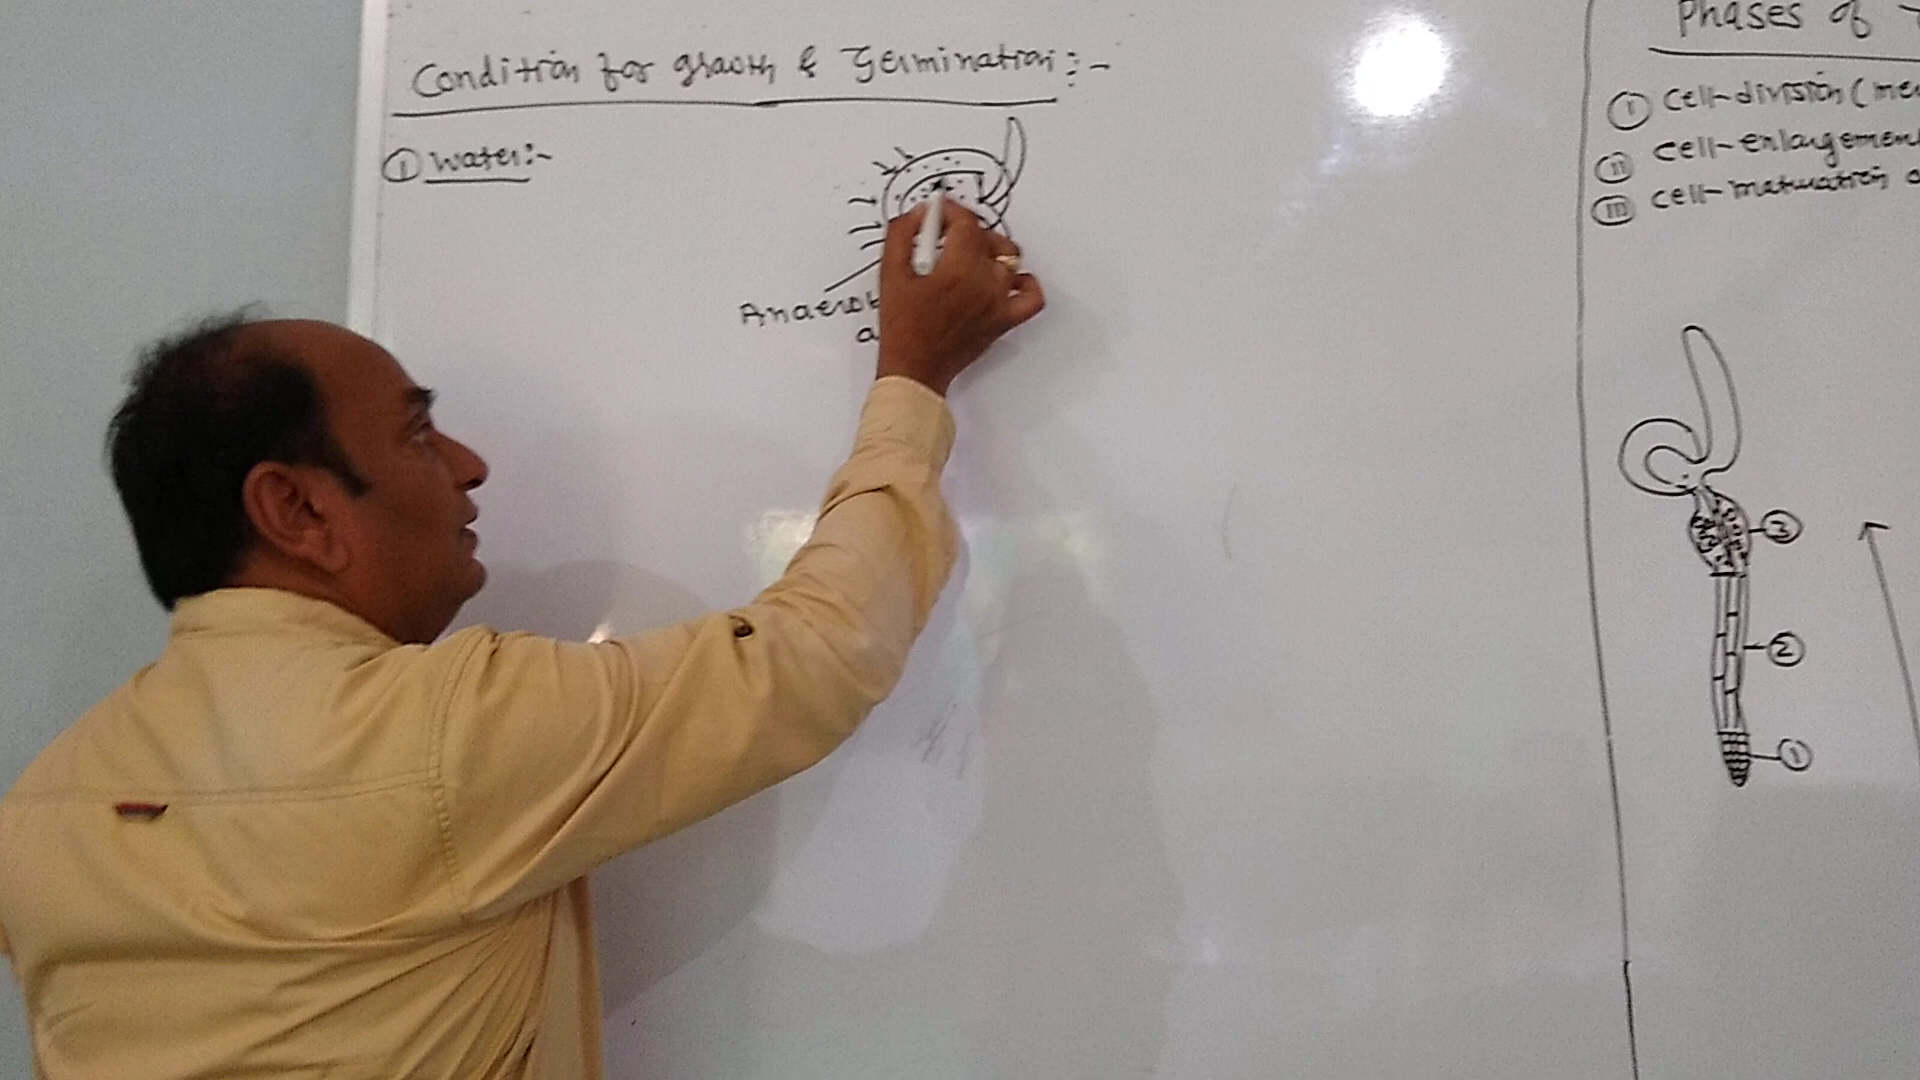 Condition for growth & Germination:-
① Water:-
Anaerob
a
Phases of
① Cell-division (mer
② cell-enlargement
③ cell-maturation o
③
②
①